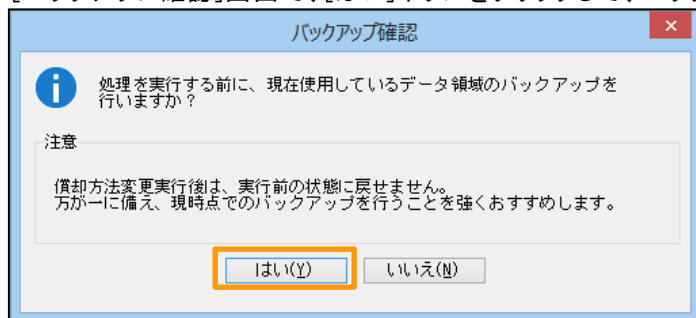 バックアップ確認
処理を実行する前に、現在使用しているデータ領域のバックアップを
行いますか？
注意
償却方法変更実行後は、実行前の状態に戻せません。
万が一に備え、現時点でのバックアップを行うことを強くおすすめします。
はい(Y)
いいえ(N)